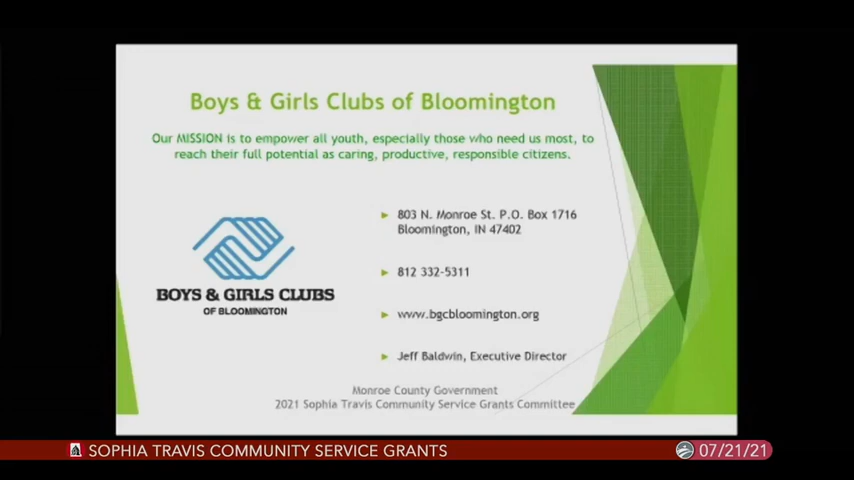 Boys & Girls Clubs of Bloomington
Our MISSION is to empower all youth, especially those who need us most, to
reach their full potential as caring, productive, responsible citizens.
803 N. Monroe St. P.O. Box 1716
Bloomington, IN 47402
812 332-5311
www.bgcbloomington.org
Jeff Baldwin, Executive Director
BOYS & GIRLS CLUBS
OF BLOOMINGTON
Monroe County Government
2021 Sophia Travis Community Service Grants Committee
SOPHIA TRAVIS COMMUNITY SERVICE GRANTS
07/21/21